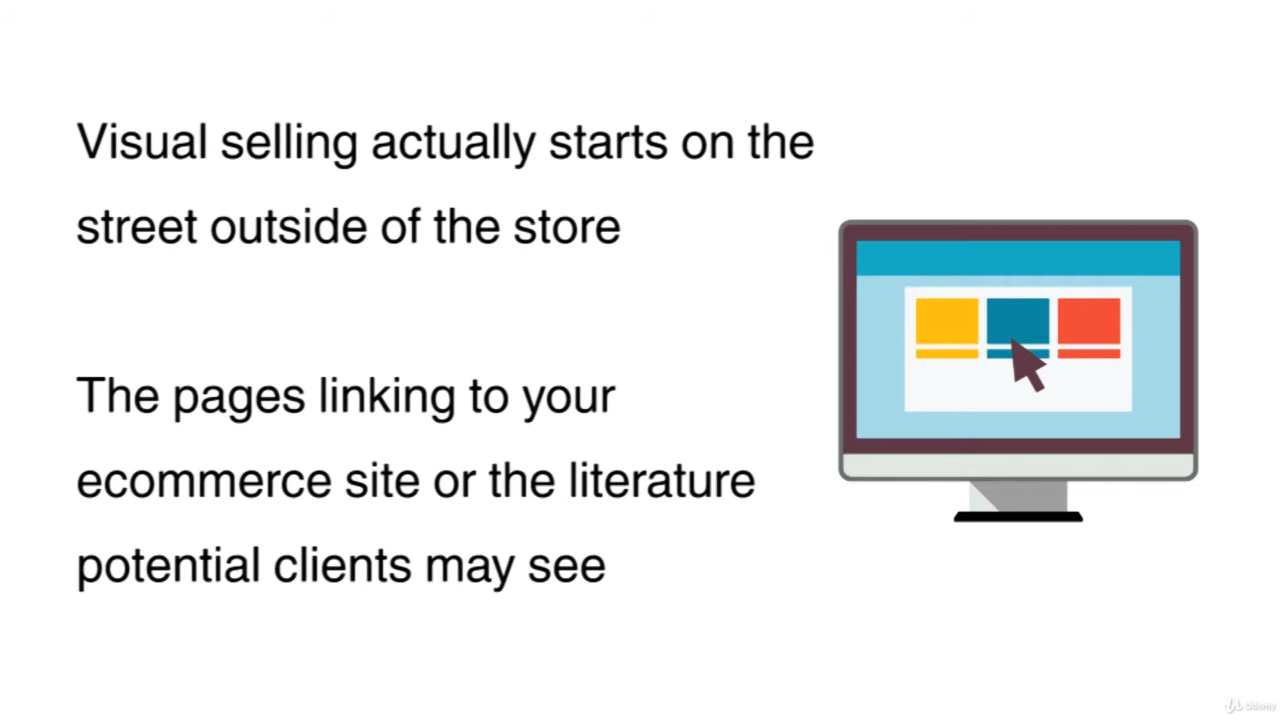 Visual selling actually starts on the
street outside of the store
The pages linking to your
ecommerce site or the literature
potential clients may see
Udemy